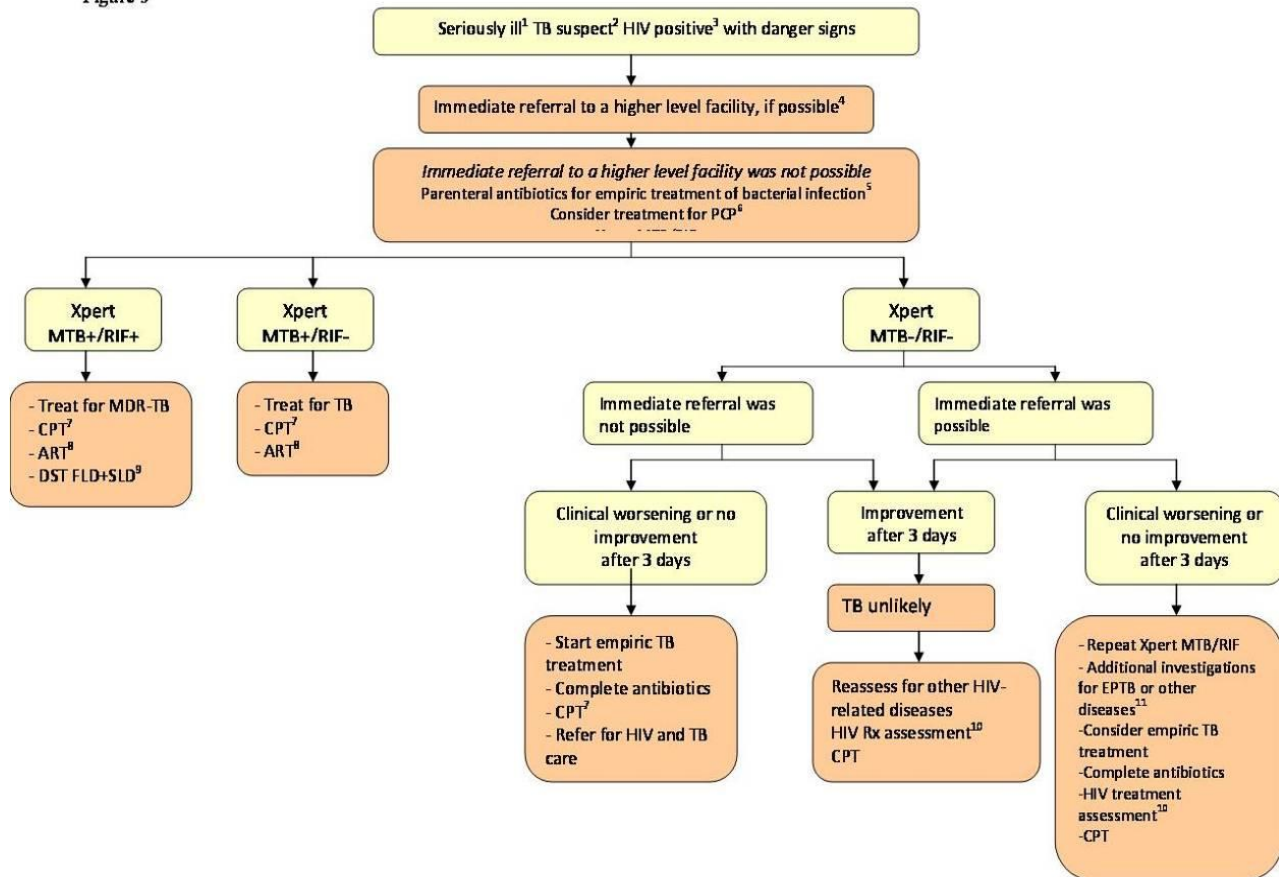 Seriously ill¹ TB suspect² HIV positive³ with danger signs
Immediate referral to a higher level facility, if possible⁴
Immediate referral to a higher level facility was not possible
Parenteral antibiotics for empiric treatment of bacterial infection⁵
Consider treatment for PCP⁶
Xpert
MTB+/RIF+
Xpert
MTB+/RIF-
Xpert
MTB-/RIF-
- Treat for MDR-TB
- CPT⁷
- ART⁸
- DST FLD+SLD⁹
- Treat for TB
- CPT⁷
- ART⁸
Immediate referral was
not possible
Immediate referral was
possible
Clinical worsening or no
improvement
after 3 days
Improvement
after 3 days
Clinical worsening or
no improvement
after 3 days
TB unlikely
- Start empiric TB
treatment
- Complete antibiotics
- CPT⁷
- Refer for HIV and TB
care
Reassess for other HIV-
related diseases
HIV Rx assessment¹⁰
CPT
- Repeat Xpert MTB/RIF
- Additional investigations
for EPTB or other
diseases¹¹
-Consider empiric TB
treatment
-Complete antibiotics
-HIV treatment
assessment¹⁰
-CPT